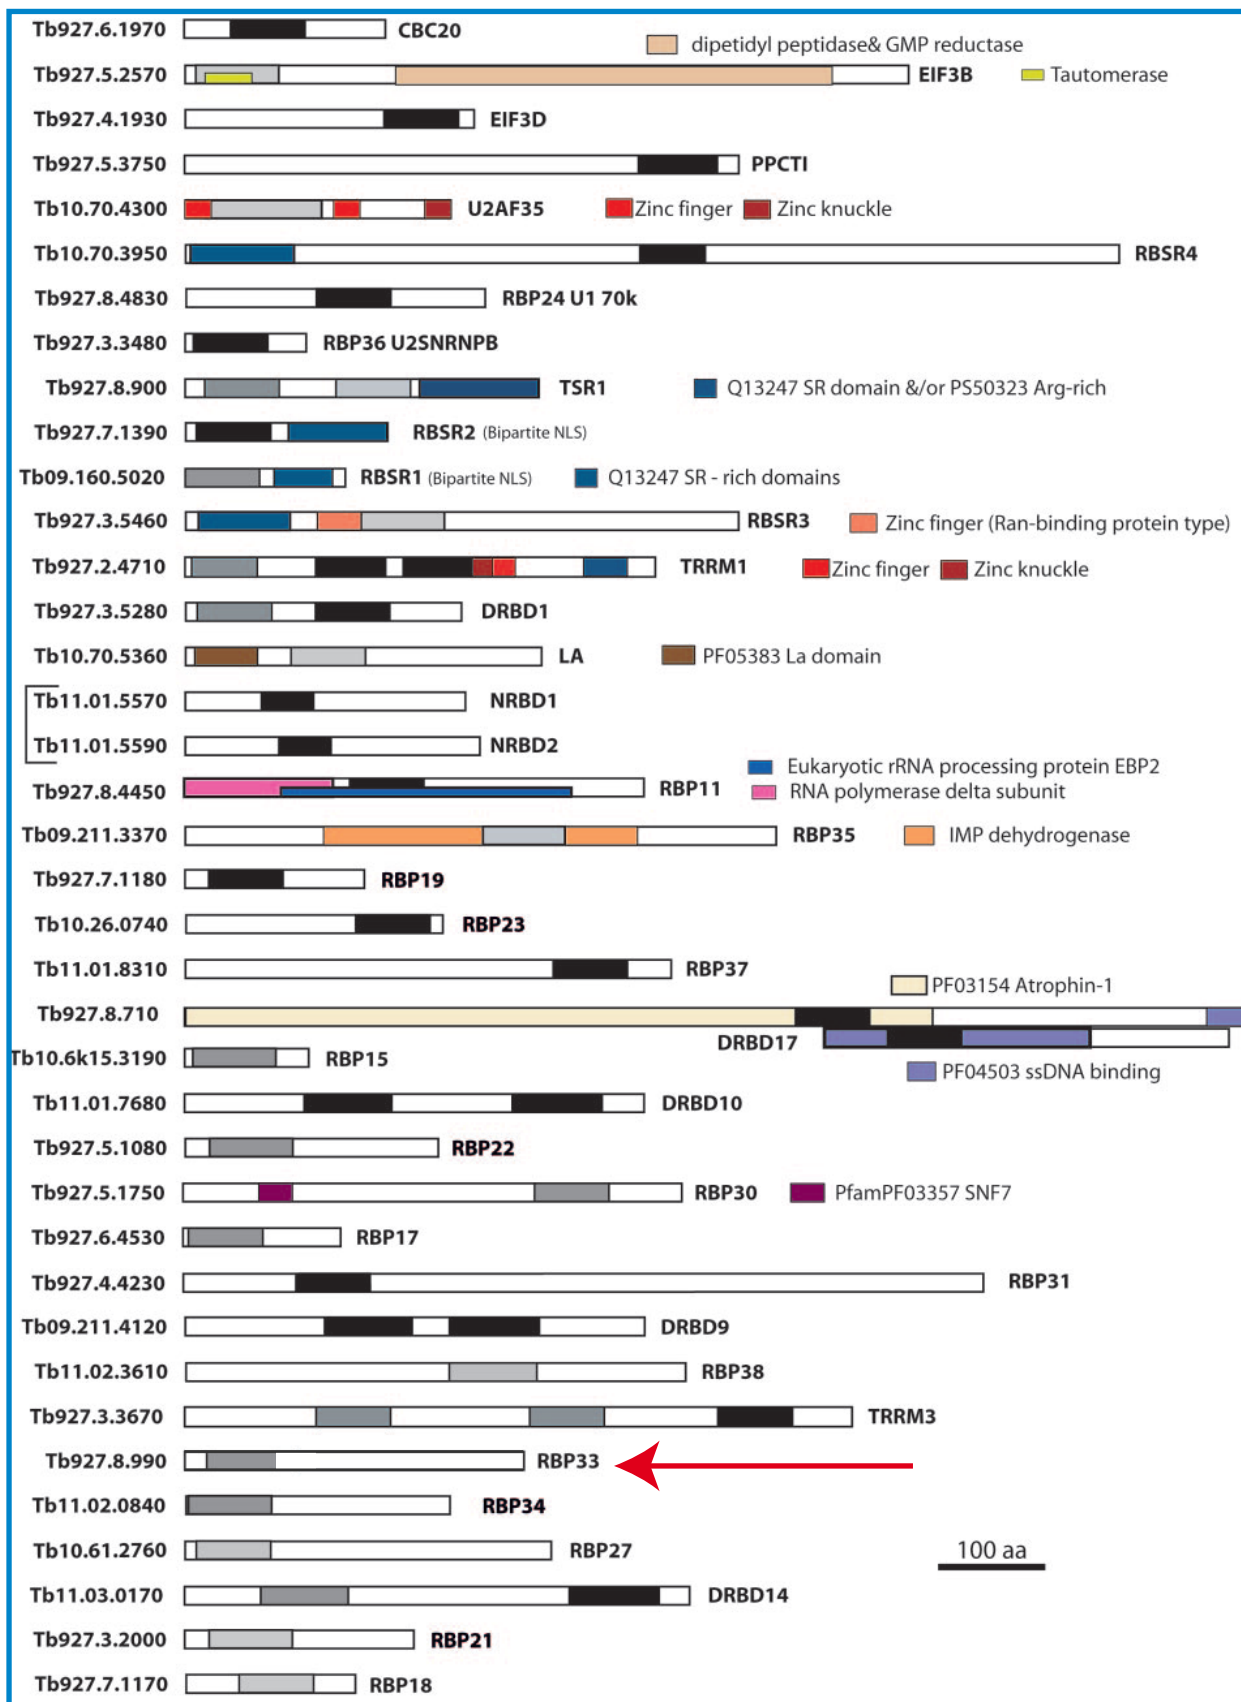 Tb927.6.1970 CBC20
dipetidyl peptidase& GMP reductase
Tb927.5.2570 EIF3B Tautomerase
Tb927.4.1930 EIF3D
Tb927.5.3750 PPCTI
Tb10.70.4300 U2AF35 Zinc finger Zinc knuckle
Tb10.70.3950 RBSR4
Tb927.8.4830 RBP24 U1 70k
Tb927.3.3480 RBP36 U2SNRNPB
Tb927.8.900 TSR1 Q13247 SR domain &/or PS50323 Arg-rich
Tb927.7.1390 RBSR2 (Bipartite NLS)
Tb09.160.5020 RBSR1 (Bipartite NLS) Q13247 SR - rich domains
Tb927.3.5460 RBSR3 Zinc finger (Ran-binding protein type)
Tb927.2.4710 TRRM1 Zinc finger Zinc knuckle
Tb927.3.5280 DRBD1
Tb10.70.5360 LA PF05383 La domain
Tb11.01.5570 NRBD1
Tb11.01.5590 NRBD2
Eukaryotic rRNA processing protein EBP2
Tb927.8.4450 RBP11 RNA polymerase delta subunit
Tb09.211.3370 RBP35 IMP dehydrogenase
Tb927.7.1180 RBP19
Tb10.26.0740 RBP23
Tb11.01.8310 RBP37
PF03154 Atrophin-1
Tb927.8.710
DRBD17
Tb10.6k15.3190 RBP15
PF04503 ssDNA binding
Tb11.01.7680 DRBD10
Tb927.5.1080 RBP22
Tb927.5.1750 RBP30 PfamPF03357 SNF7
Tb927.6.4530 RBP17
Tb927.4.4230 RBP31
Tb09.211.4120 DRBD9
Tb11.02.3610 RBP38
Tb927.3.3670 TRRM3
Tb927.8.990 RBP33
Tb11.02.0840 RBP34
Tb10.61.2760 RBP27
100 aa
Tb11.03.0170 DRBD14
Tb927.3.2000 RBP21
Tb927.7.1170 RBP18